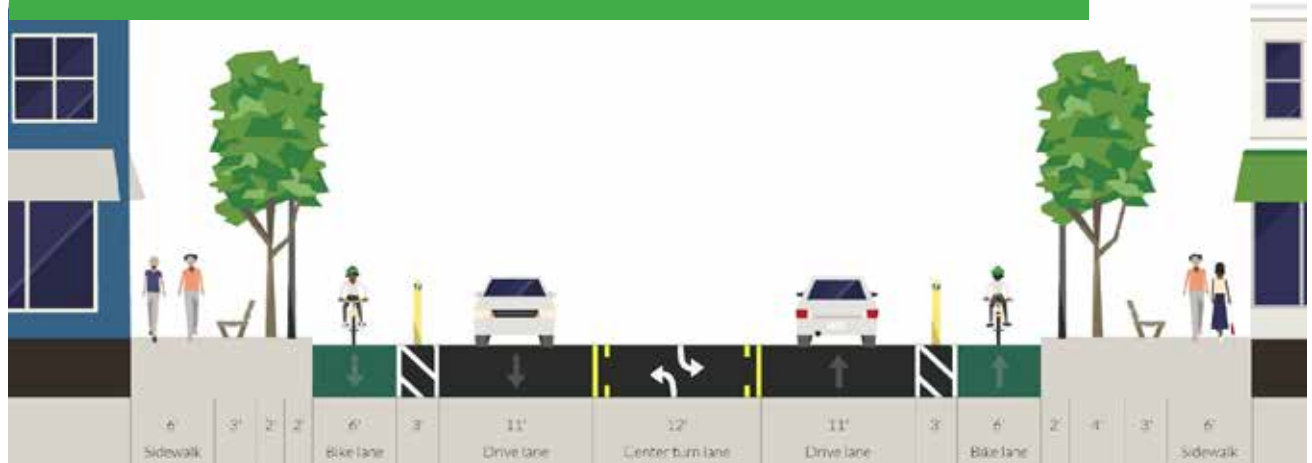 6' 3' 2' 2' 6' 3' 11' 12' 11' 3' 6' 2' 4' 3' 6'
Sidewalk Bike lane Drive lane Center turn lane Drive lane Bike lane Sidewalk